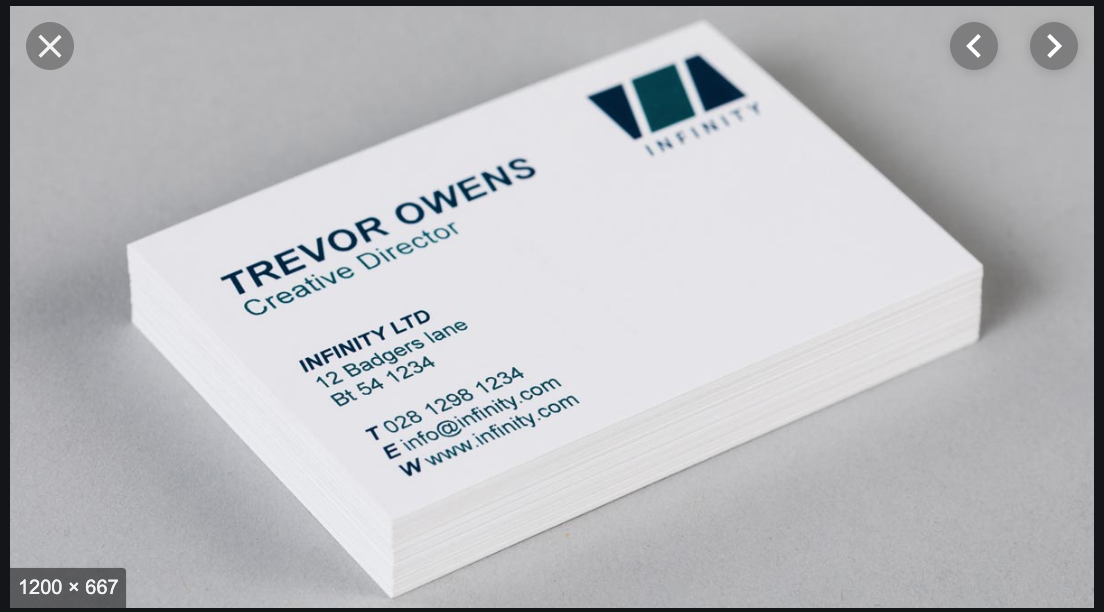 INFINITY
TREVOR OWENS
Creative Director
INFINITY LTD
12 Badgers lane
Bt 54 1234
T 028 1298 1234
E info@infinity.com
W www.infinity.com
1200 × 667